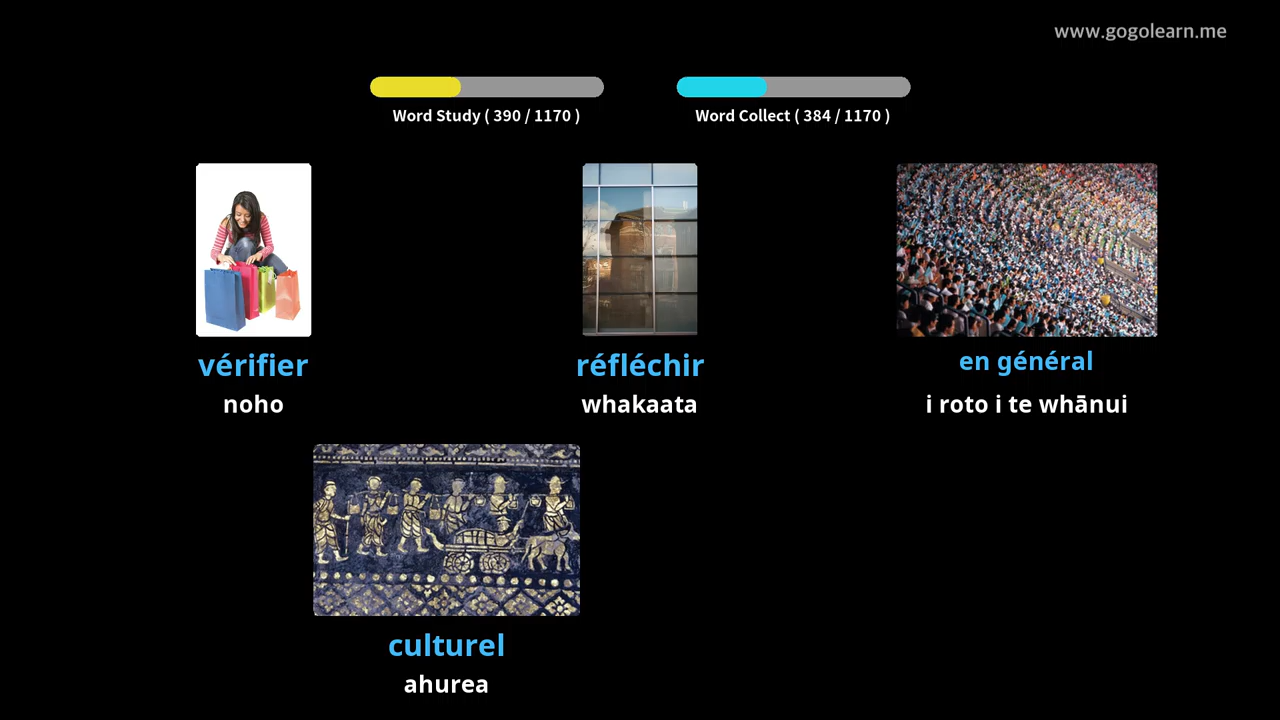 www.gogolearn.me
Word Study ( 390 / 1170 )
Word Collect ( 384 / 1170 )
vérifier
noho
réfléchir
whakaata
en général
i roto i te whānui
culturel
ahurea